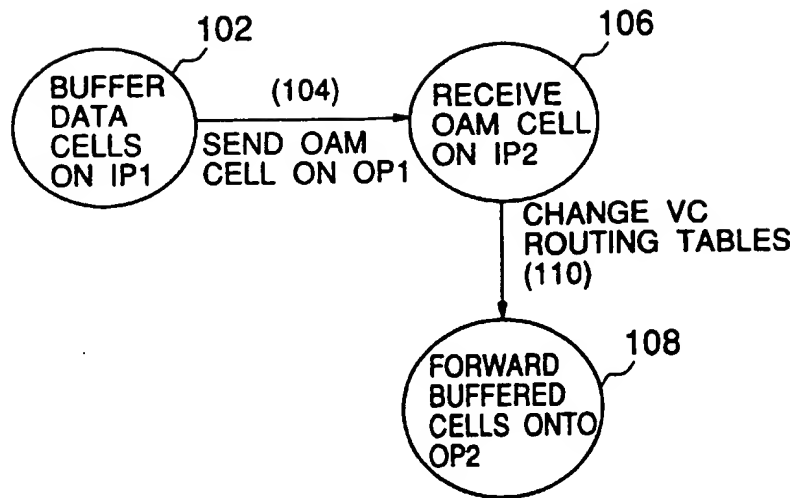 102
BUFFER
DATA
CELLS
ON IP1
(104)
SEND OAM
CELL ON OP1
106
RECEIVE
OAM CELL
ON IP2
CHANGE VC
ROUTING TABLES
(110)
108
FORWARD
BUFFERED
CELLS ONTO
OP2